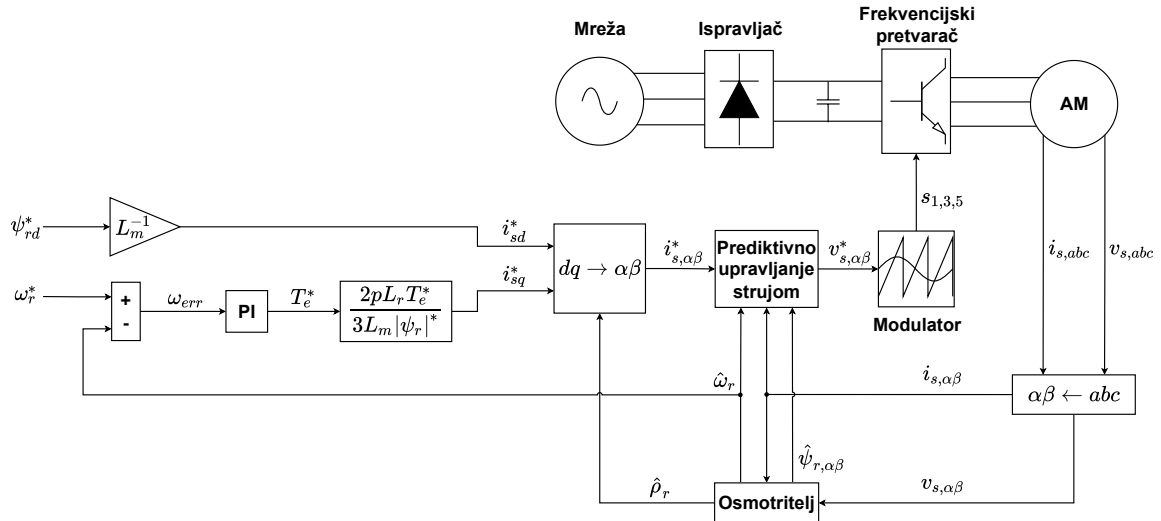 Mreža
Ispravljač
Frekvencijski
pretvarač
AM
s_{1,3,5}
i_{s,abc}
v_{s,abc}
ψ*_{rd}
L_m^{-1}
i*_{sd}
dq → αβ
i*_{s,αβ}
Prediktivno
upravljanje
strujom
v*_{s,αβ}
Modulator
i*_{sq}
ω*_r
+
-
ω_{err}
PI
T*_e
2pL_rT*_e
3L_m|ψ_r|*
ω̂_r
i_{s,αβ}
αβ ← abc
ψ̂_{r,αβ}
ρ̂_r
Osmotritelj
v_{s,αβ}